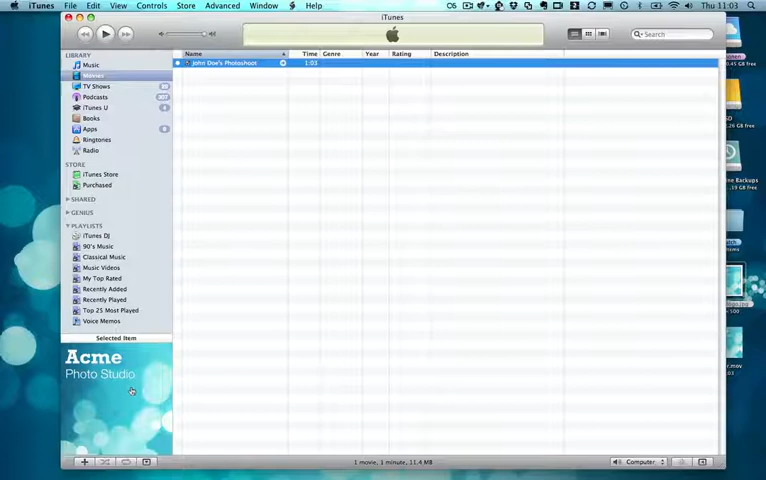 iTunes File Edit View Controls Store Advanced Window Help Thu 11:03
iTunes
Search
LIBRARY
Music
Movies
TV Shows
Podcasts
iTunes U
Books
Apps
Ringtones
Radio
STORE
iTunes Store
Purchased
SHARED
GENIUS
PLAYLISTS
iTunes DJ
90's Music
Classical Music
Music Videos
My Top Rated
Recently Added
Recently Played
Top 25 Most Played
Voice Memos
Selected Item
Acme
Photo Studio
Name Time Genre Year Rating Description
John Doe's Photoshoot 1:03
1 movie, 1 minute, 11.4 MB
Computer